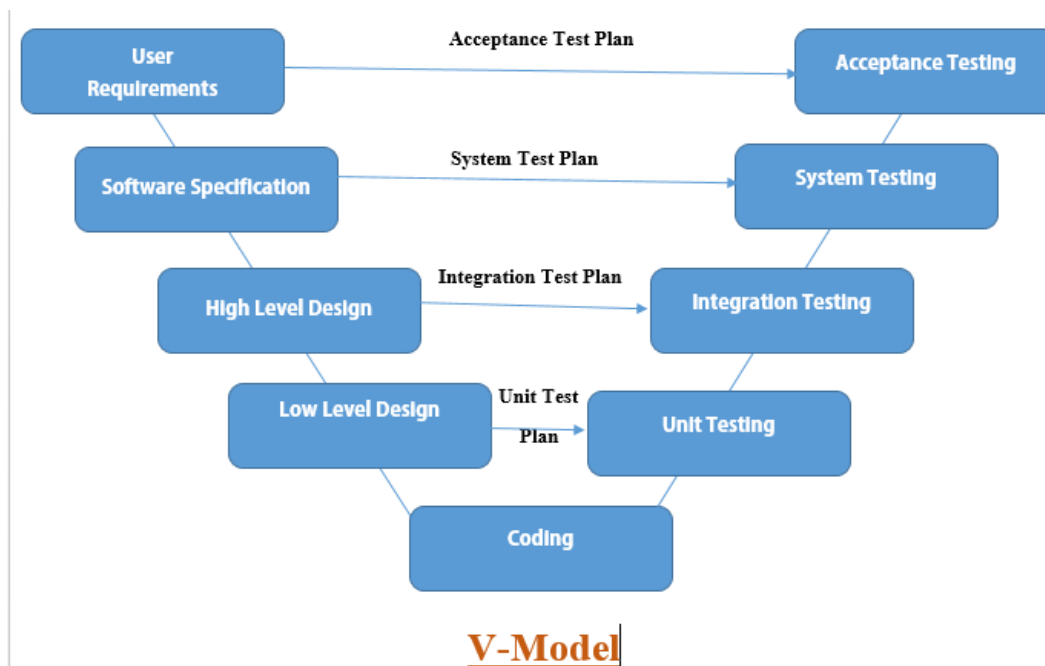 User
Requirements
Acceptance Test Plan
Acceptance Testing
Software Specification
System Test Plan
System Testing
High Level Design
Integration Test Plan
Integration Testing
Low Level Design
Unit Test
Plan
Unit Testing
Coding
V-Model